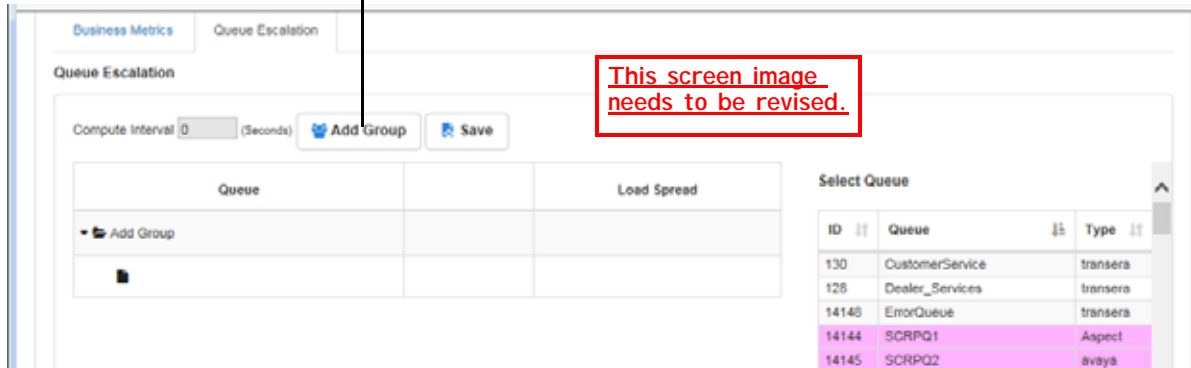 Business Metrics Queue Escalation
Queue Escalation
This screen image
needs to be revised.
Compute Interval 0 (Seconds) Add Group Save
Queue Load Spread
Add Group
Select Queue
ID Queue Type
130 CustomerService transera
128 Dealer_Services transera
14148 ErrorQueue transera
14144 SCRPQ1 Aspect
14145 SCRPQ2 avaya